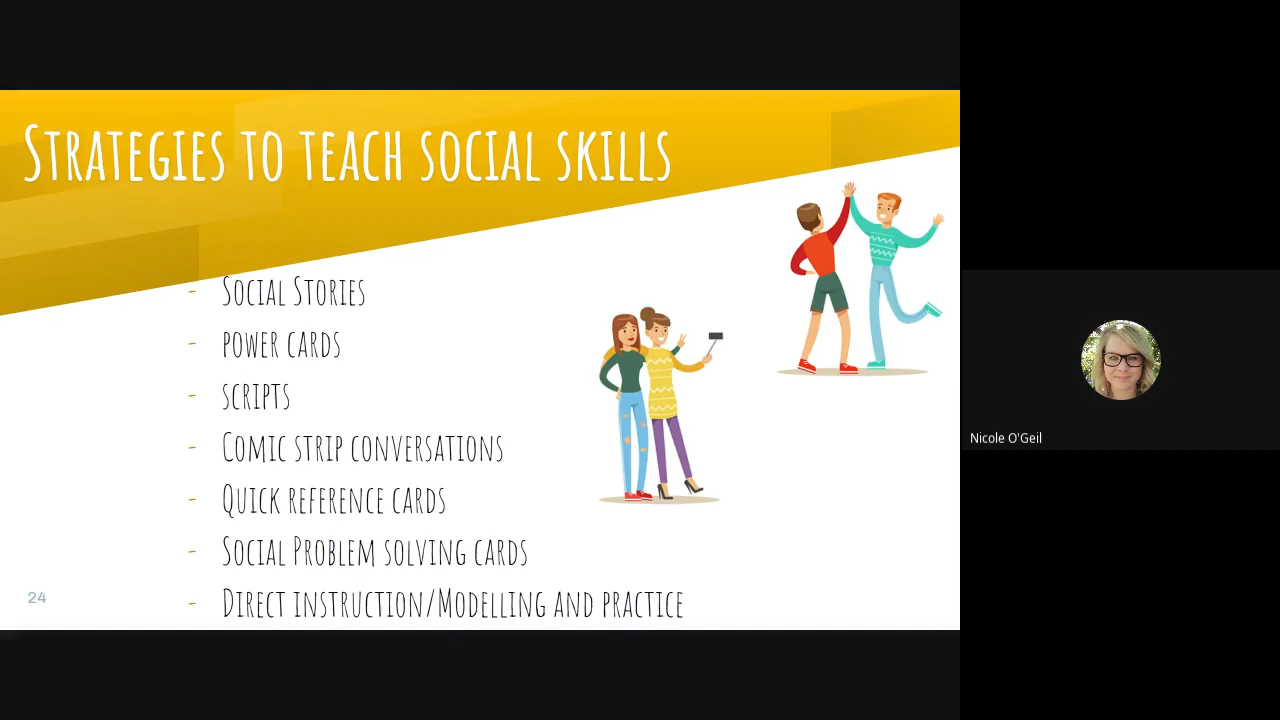 Strategies to teach social skills
- Social Stories
- power cards
- scripts
- Comic strip conversations
- Quick reference cards
- Social Problem solving cards
- Direct instruction/Modelling and practice
24
Nicole O'Geil